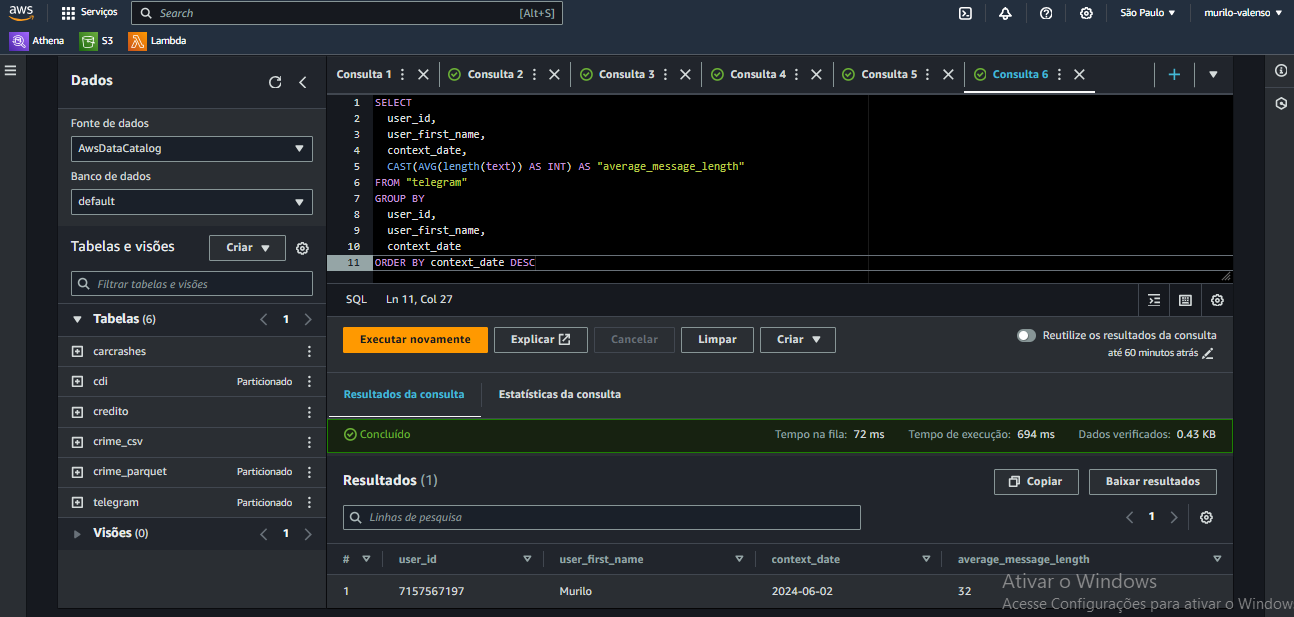 aws Serviços Search [Alt+S] São Paulo murilo-valenso
Athena S3 Lambda
Dados
Fonte de dados
AwsDataCatalog
Banco de dados
default
Tabelas e visões Criar
Filtrar tabelas e visões
Tabelas (6) 1
carcrashes
cdi Particionado
credito
crime_csv
crime_parquet Particionado
telegram Particionado
Visões (0) 1
Consulta 1 Consulta 2 Consulta 3 Consulta 4 Consulta 5 Consulta 6
1 SELECT
2 user_id,
3 user_first_name,
4 context_date,
5 CAST(AVG(length(text)) AS INT) AS "average_message_length"
6 FROM "telegram"
7 GROUP BY
8 user_id,
9 user_first_name,
10 context_date
11 ORDER BY context_date DESC
SQL Ln 11, Col 27
Executar novamente Explicar Cancelar Limpar Criar
Reutilize os resultados da consulta
até 60 minutos atrás
Resultados da consulta Estatísticas da consulta
Concluído Tempo na fila: 72 ms Tempo de execução: 694 ms Dados verificados: 0.43 KB
Resultados (1) Copiar Baixar resultados
Linhas de pesquisa 1
# user_id user_first_name context_date average_message_length
1 7157567197 Murilo 2024-06-02 32
Ativar o Windows
Acesse Configurações para ativar o Window